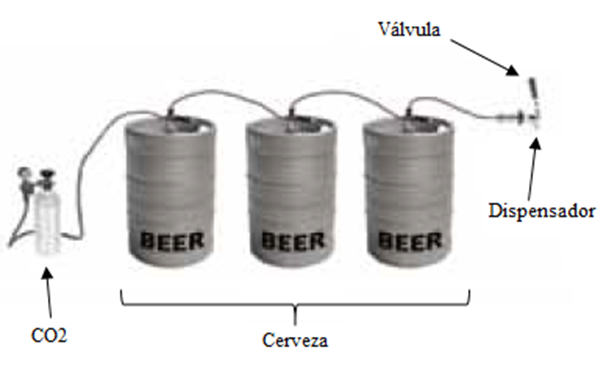 Válvula
BEER
BEER
BEER
Dispensador
CO2
Cerveza